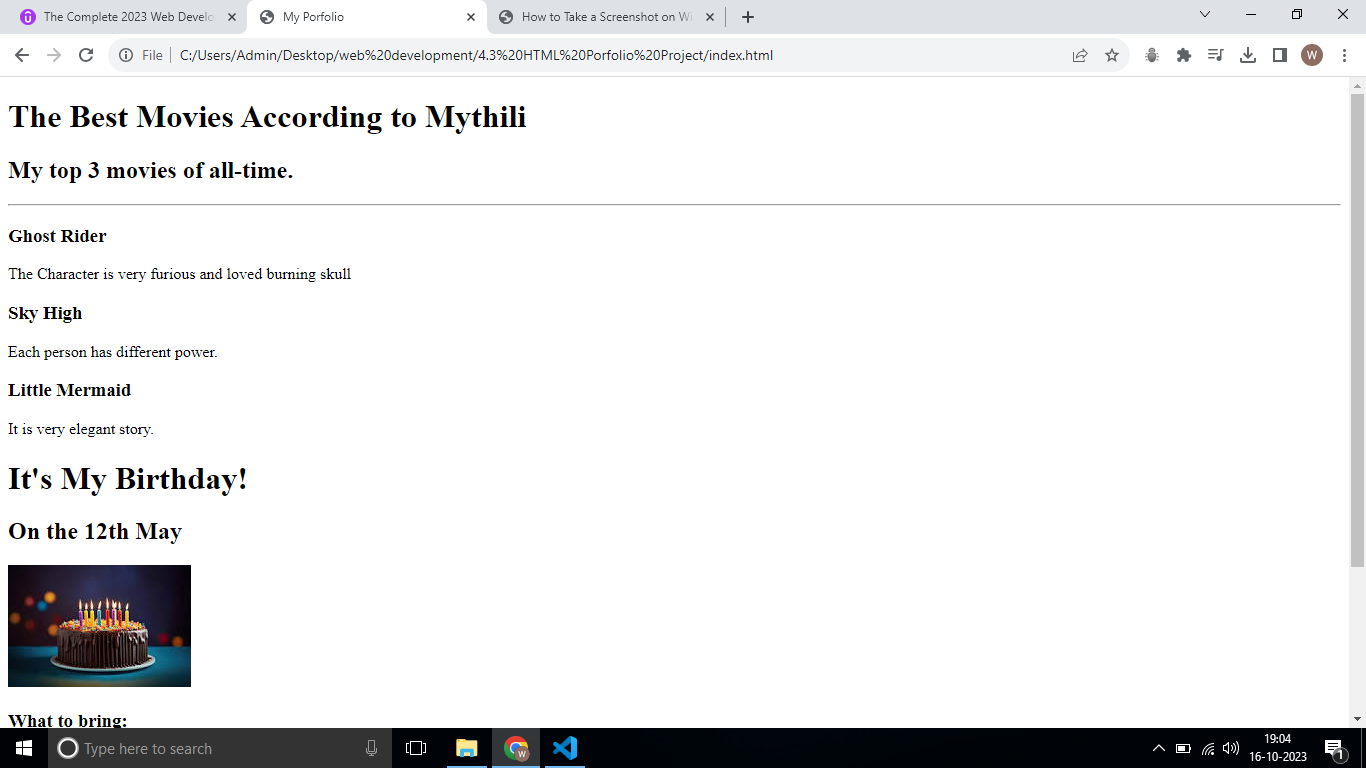 The Complete 2023 Web Develo
My Porfolio
How to Take a Screenshot on Wi
File
C:/Users/Admin/Desktop/web%20development/4.3%20HTML%20Porfolio%20Project/index.html
W
The Best Movies According to Mythili
My top 3 movies of all-time.
Ghost Rider
The Character is very furious and loved burning skull
Sky High
Each person has different power.
Little Mermaid
It is very elegant story.
It's My Birthday!
On the 12th May
What to bring:
Type here to search
W
19:04
16-10-2023
1